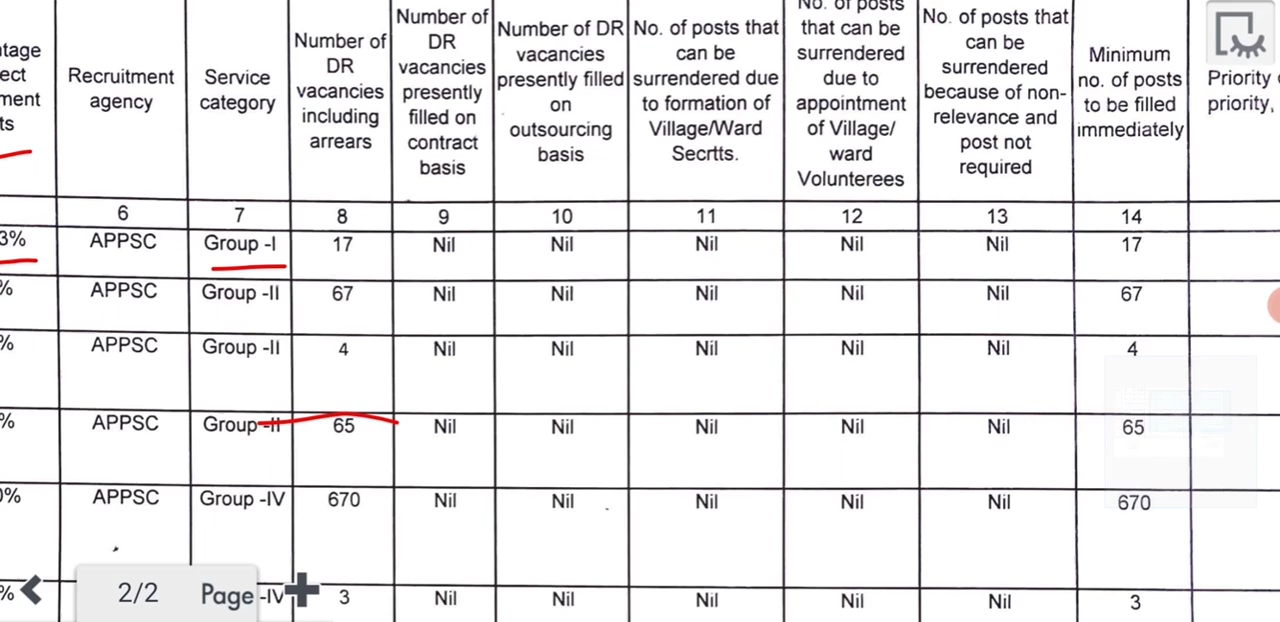 ntage
ect
ment
ts
Recruitment
agency
Service
category
Number of
DR
vacancies
including
arrears
Number of
DR
vacancies
presently
filled on
contract
basis
Number of DR
vacancies
presently filled
on
outsourcing
basis
No. of posts that
can be
surrendered due
to formation of
Village/Ward
Secrtts.
No. of posts
that can be
surrendered
due to
appointment
of Village/
ward
Volunterees
No. of posts that
can be
surrendered
because of non-
relevance and
post not
required
Minimum
no. of posts
to be filled
immediately
Priority
priority,
6 7 8 9 10 11 12 13 14
3% APPSC Group -I 17 Nil Nil Nil Nil Nil 17
% APPSC Group -II 67 Nil Nil Nil Nil Nil 67
% APPSC Group -II 4 Nil Nil Nil Nil Nil 4
% APPSC Group -II 65 Nil Nil Nil Nil Nil 65
0% APPSC Group -IV 670 Nil Nil Nil Nil Nil 670
% -IV 3 Nil Nil Nil Nil Nil 3
2/2 Page